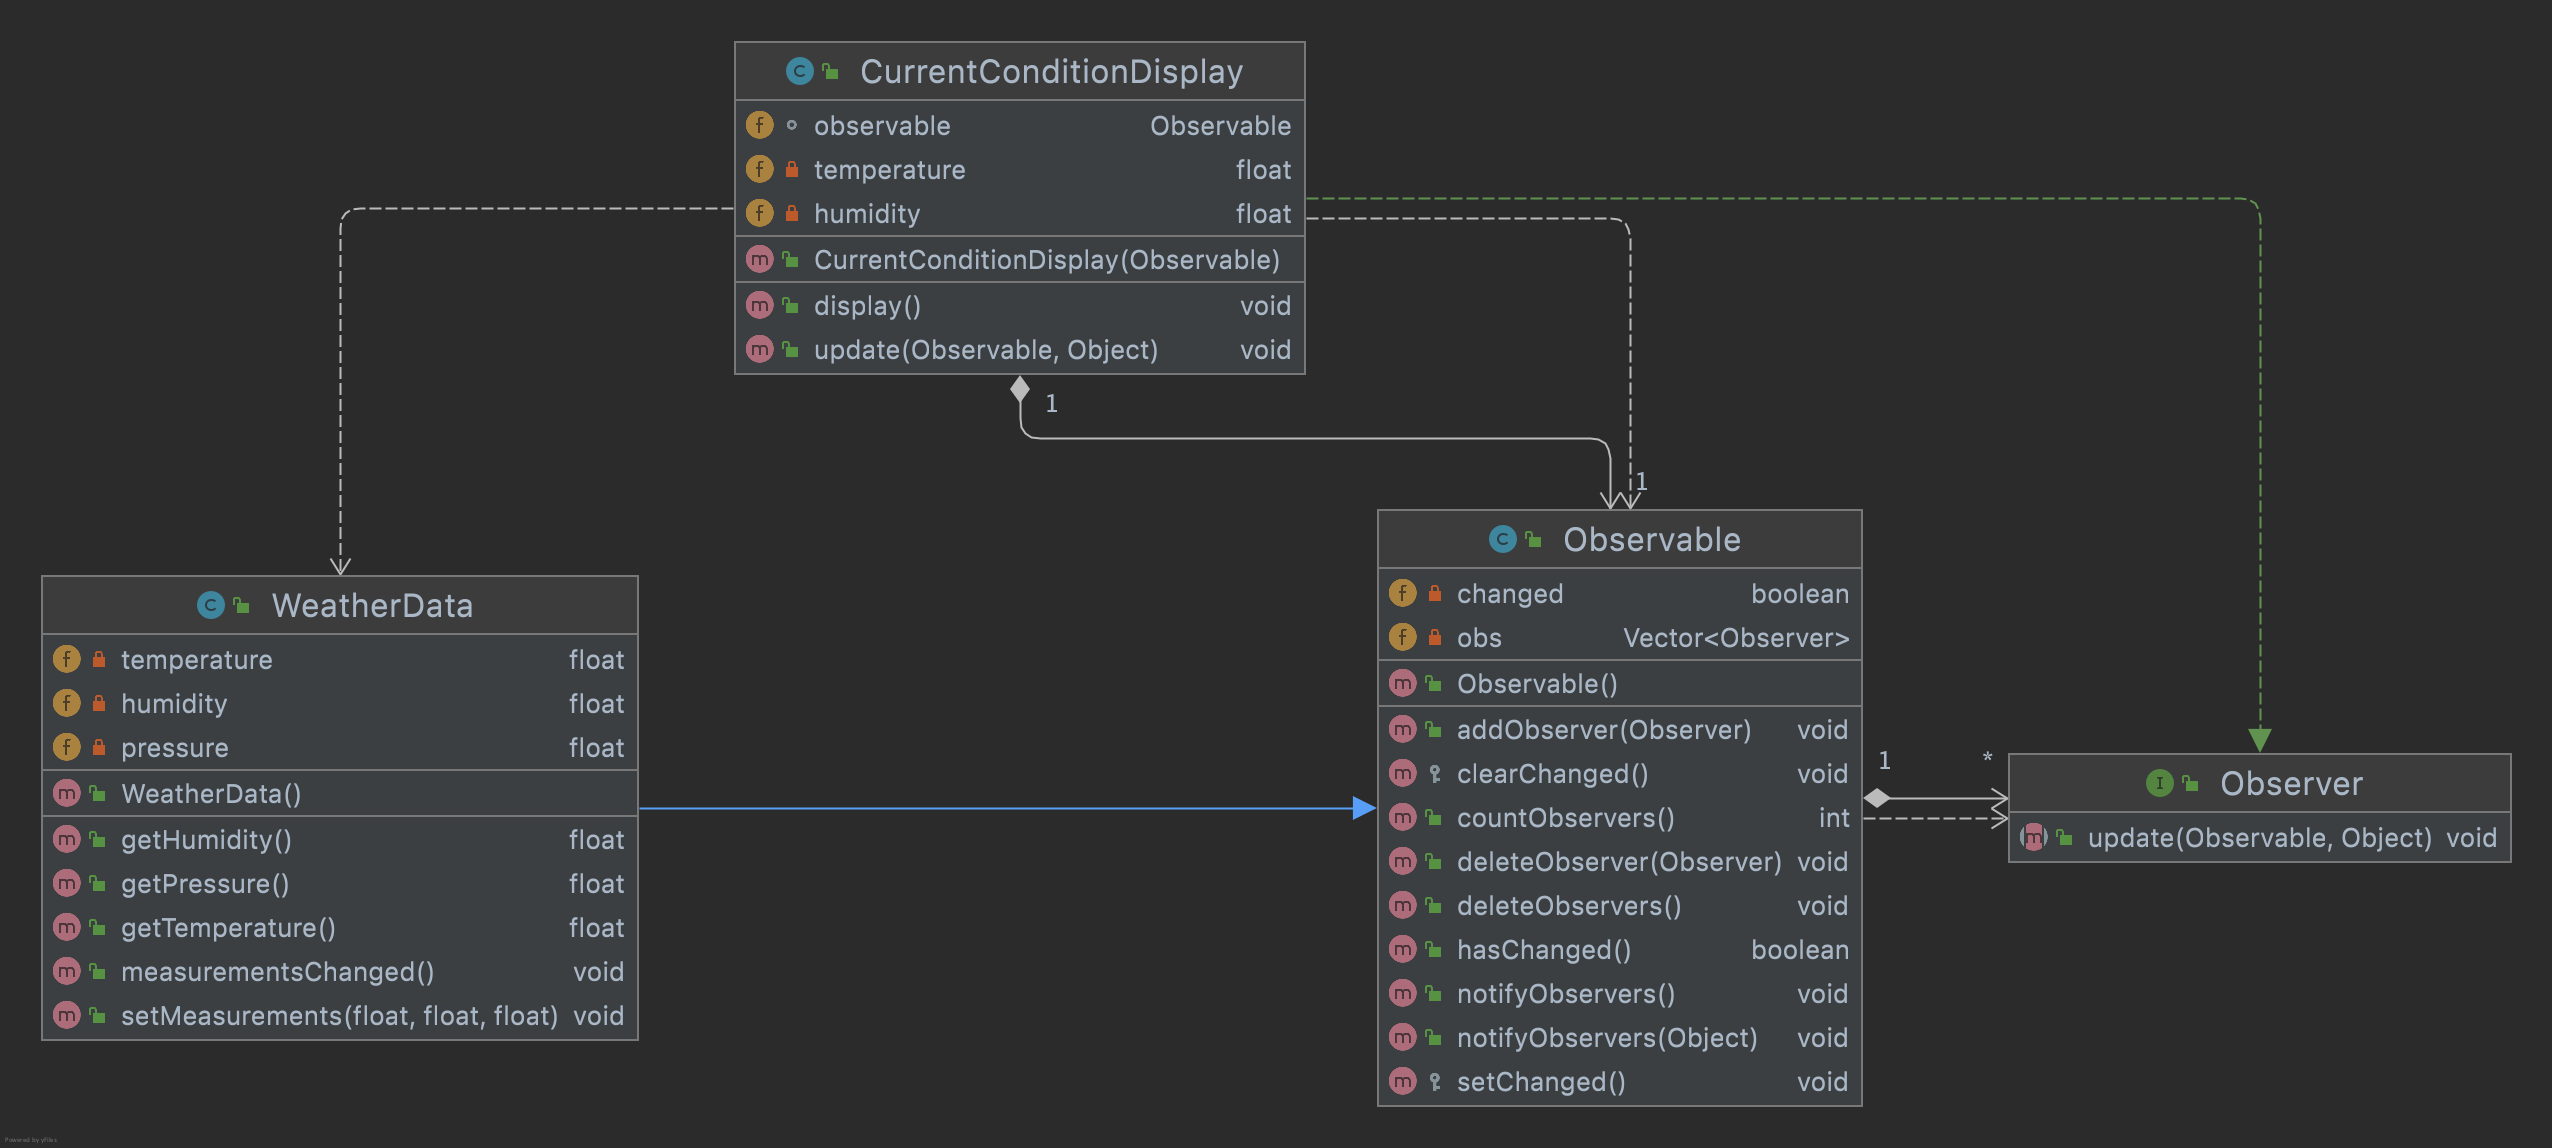 CurrentConditionDisplay
observable Observable
temperature float
humidity float
CurrentConditionDisplay(Observable)
display() void
update(Observable, Object) void
1
1
WeatherData
temperature float
humidity float
pressure float
WeatherData()
getHumidity() float
getPressure() float
getTemperature() float
measurementsChanged() void
setMeasurements(float, float, float) void
Observable
changed boolean
obs Vector<Observer>
Observable()
addObserver(Observer) void
clearChanged() void
countObservers() int
deleteObserver(Observer) void
deleteObservers() void
hasChanged() boolean
notifyObservers() void
notifyObservers(Object) void
setChanged() void
1 *
Observer
update(Observable, Object) void
Powered by yFiles